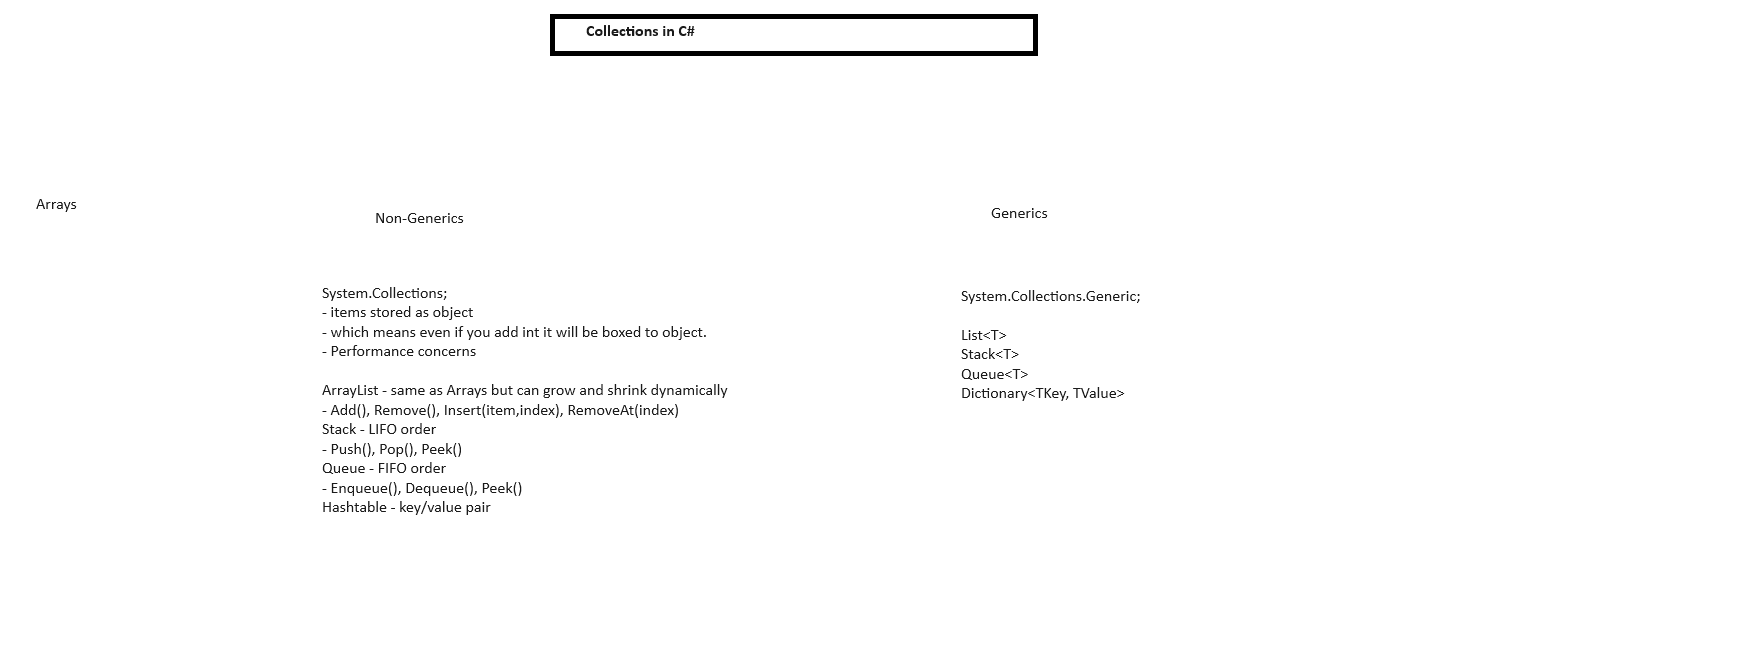 Collections in C#
Arrays
Non-Generics
Generics
System.Collections;
- items stored as object
- which means even if you add int it will be boxed to object.
- Performance concerns
ArrayList - same as Arrays but can grow and shrink dynamically
- Add(), Remove(), Insert(item,index), RemoveAt(index)
Stack - LIFO order
- Push(), Pop(), Peek()
Queue - FIFO order
- Enqueue(), Dequeue(), Peek()
Hashtable - key/value pair
System.Collections.Generic;
List<T>
Stack<T>
Queue<T>
Dictionary<TKey, TValue>